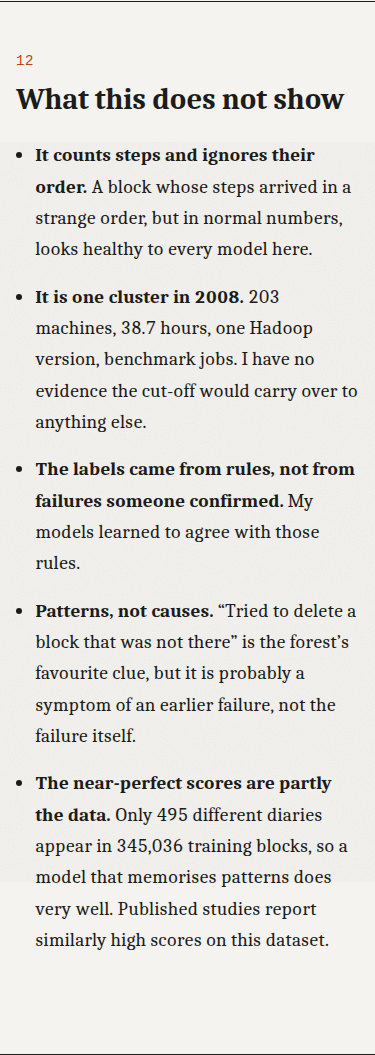 12
What this does not show
• It counts steps and ignores their
order. A block whose steps arrived in a
strange order, but in normal numbers,
looks healthy to every model here.
• It is one cluster in 2008. 203
machines, 38.7 hours, one Hadoop
version, benchmark jobs. I have no
evidence the cut-off would carry over to
anything else.
• The labels came from rules, not from
failures someone confirmed. My
models learned to agree with those
rules.
• Patterns, not causes. “Tried to delete a
block that was not there” is the forest’s
favourite clue, but it is probably a
symptom of an earlier failure, not the
failure itself.
• The near-perfect scores are partly
the data. Only 495 different diaries
appear in 345,036 training blocks, so a
model that memorises patterns does
very well. Published studies report
similarly high scores on this dataset.